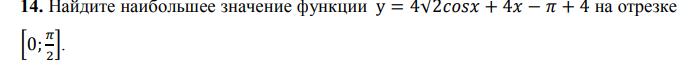 14. Найдите наибольшее значение функции y = 4√2cosx + 4x − π + 4 на отрезке
[0; π/2].